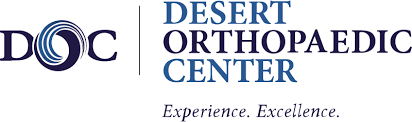 DOC
DESERT
ORTHOPAEDIC
CENTER
Experience. Excellence.